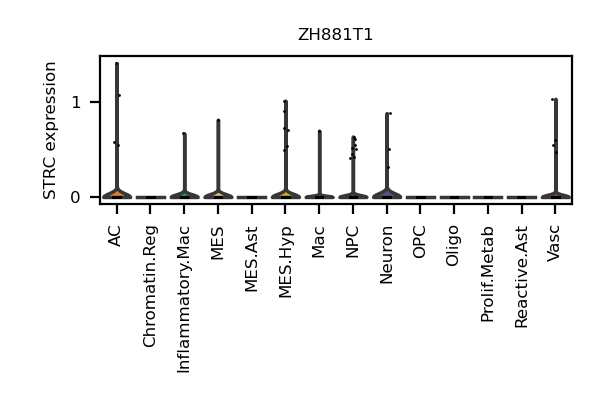 ZH881T1
STRC expression
1
0
AC
Chromatin.Reg
Inflammatory.Mac
MES
MES.Ast
MES.Hyp
Mac
NPC
Neuron
OPC
Oligo
Prolif.Metab
Reactive.Ast
Vasc